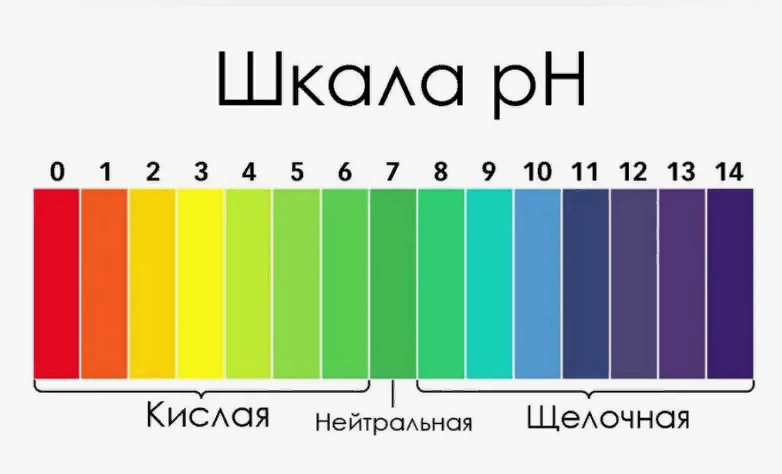 Шкала pH
0 1 2 3 4 5 6 7 8 9 10 11 12 13 14
Кислая Нейтральная Щелочная